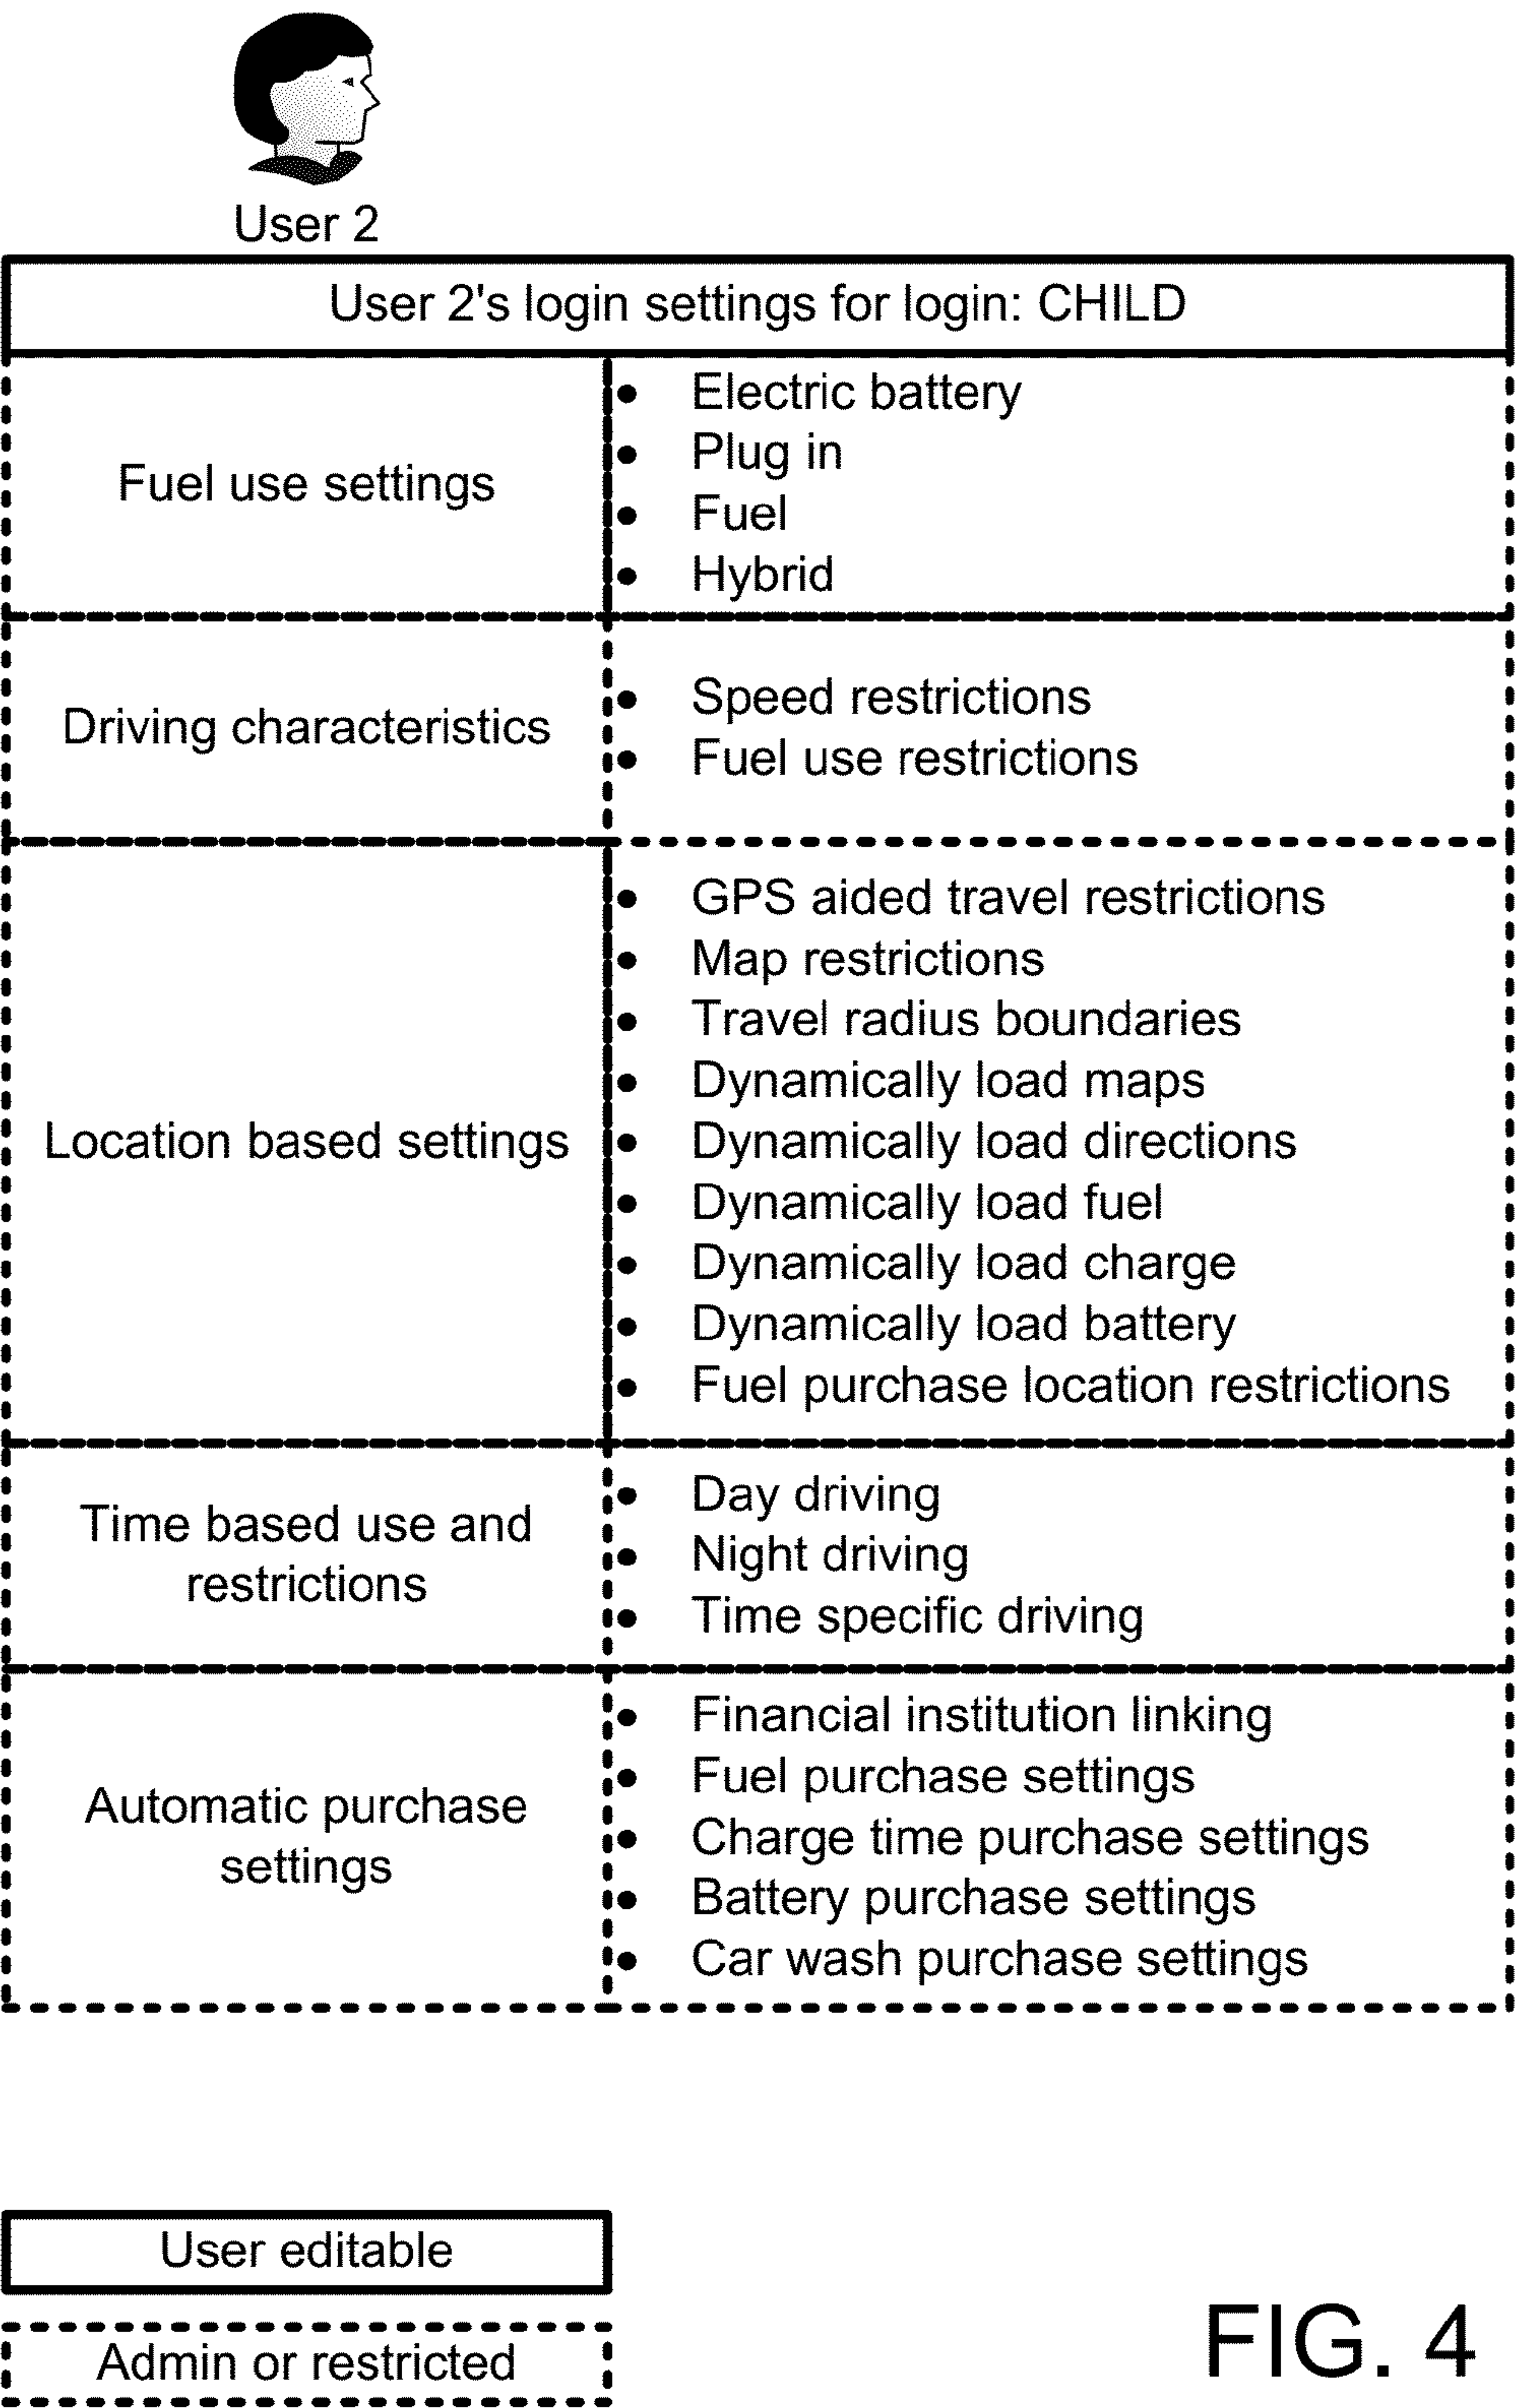 User 2
User 2's login settings for login: CHILD
Fuel use settings
• Electric battery
• Plug in
• Fuel
• Hybrid
Driving characteristics
• Speed restrictions
• Fuel use restrictions
Location based settings
• GPS aided travel restrictions
• Map restrictions
• Travel radius boundaries
• Dynamically load maps
• Dynamically load directions
• Dynamically load fuel
• Dynamically load charge
• Dynamically load battery
• Fuel purchase location restrictions
Time based use and
restrictions
• Day driving
• Night driving
• Time specific driving
Automatic purchase
settings
• Financial institution linking
• Fuel purchase settings
• Charge time purchase settings
• Battery purchase settings
• Car wash purchase settings
User editable
Admin or restricted
FIG. 4